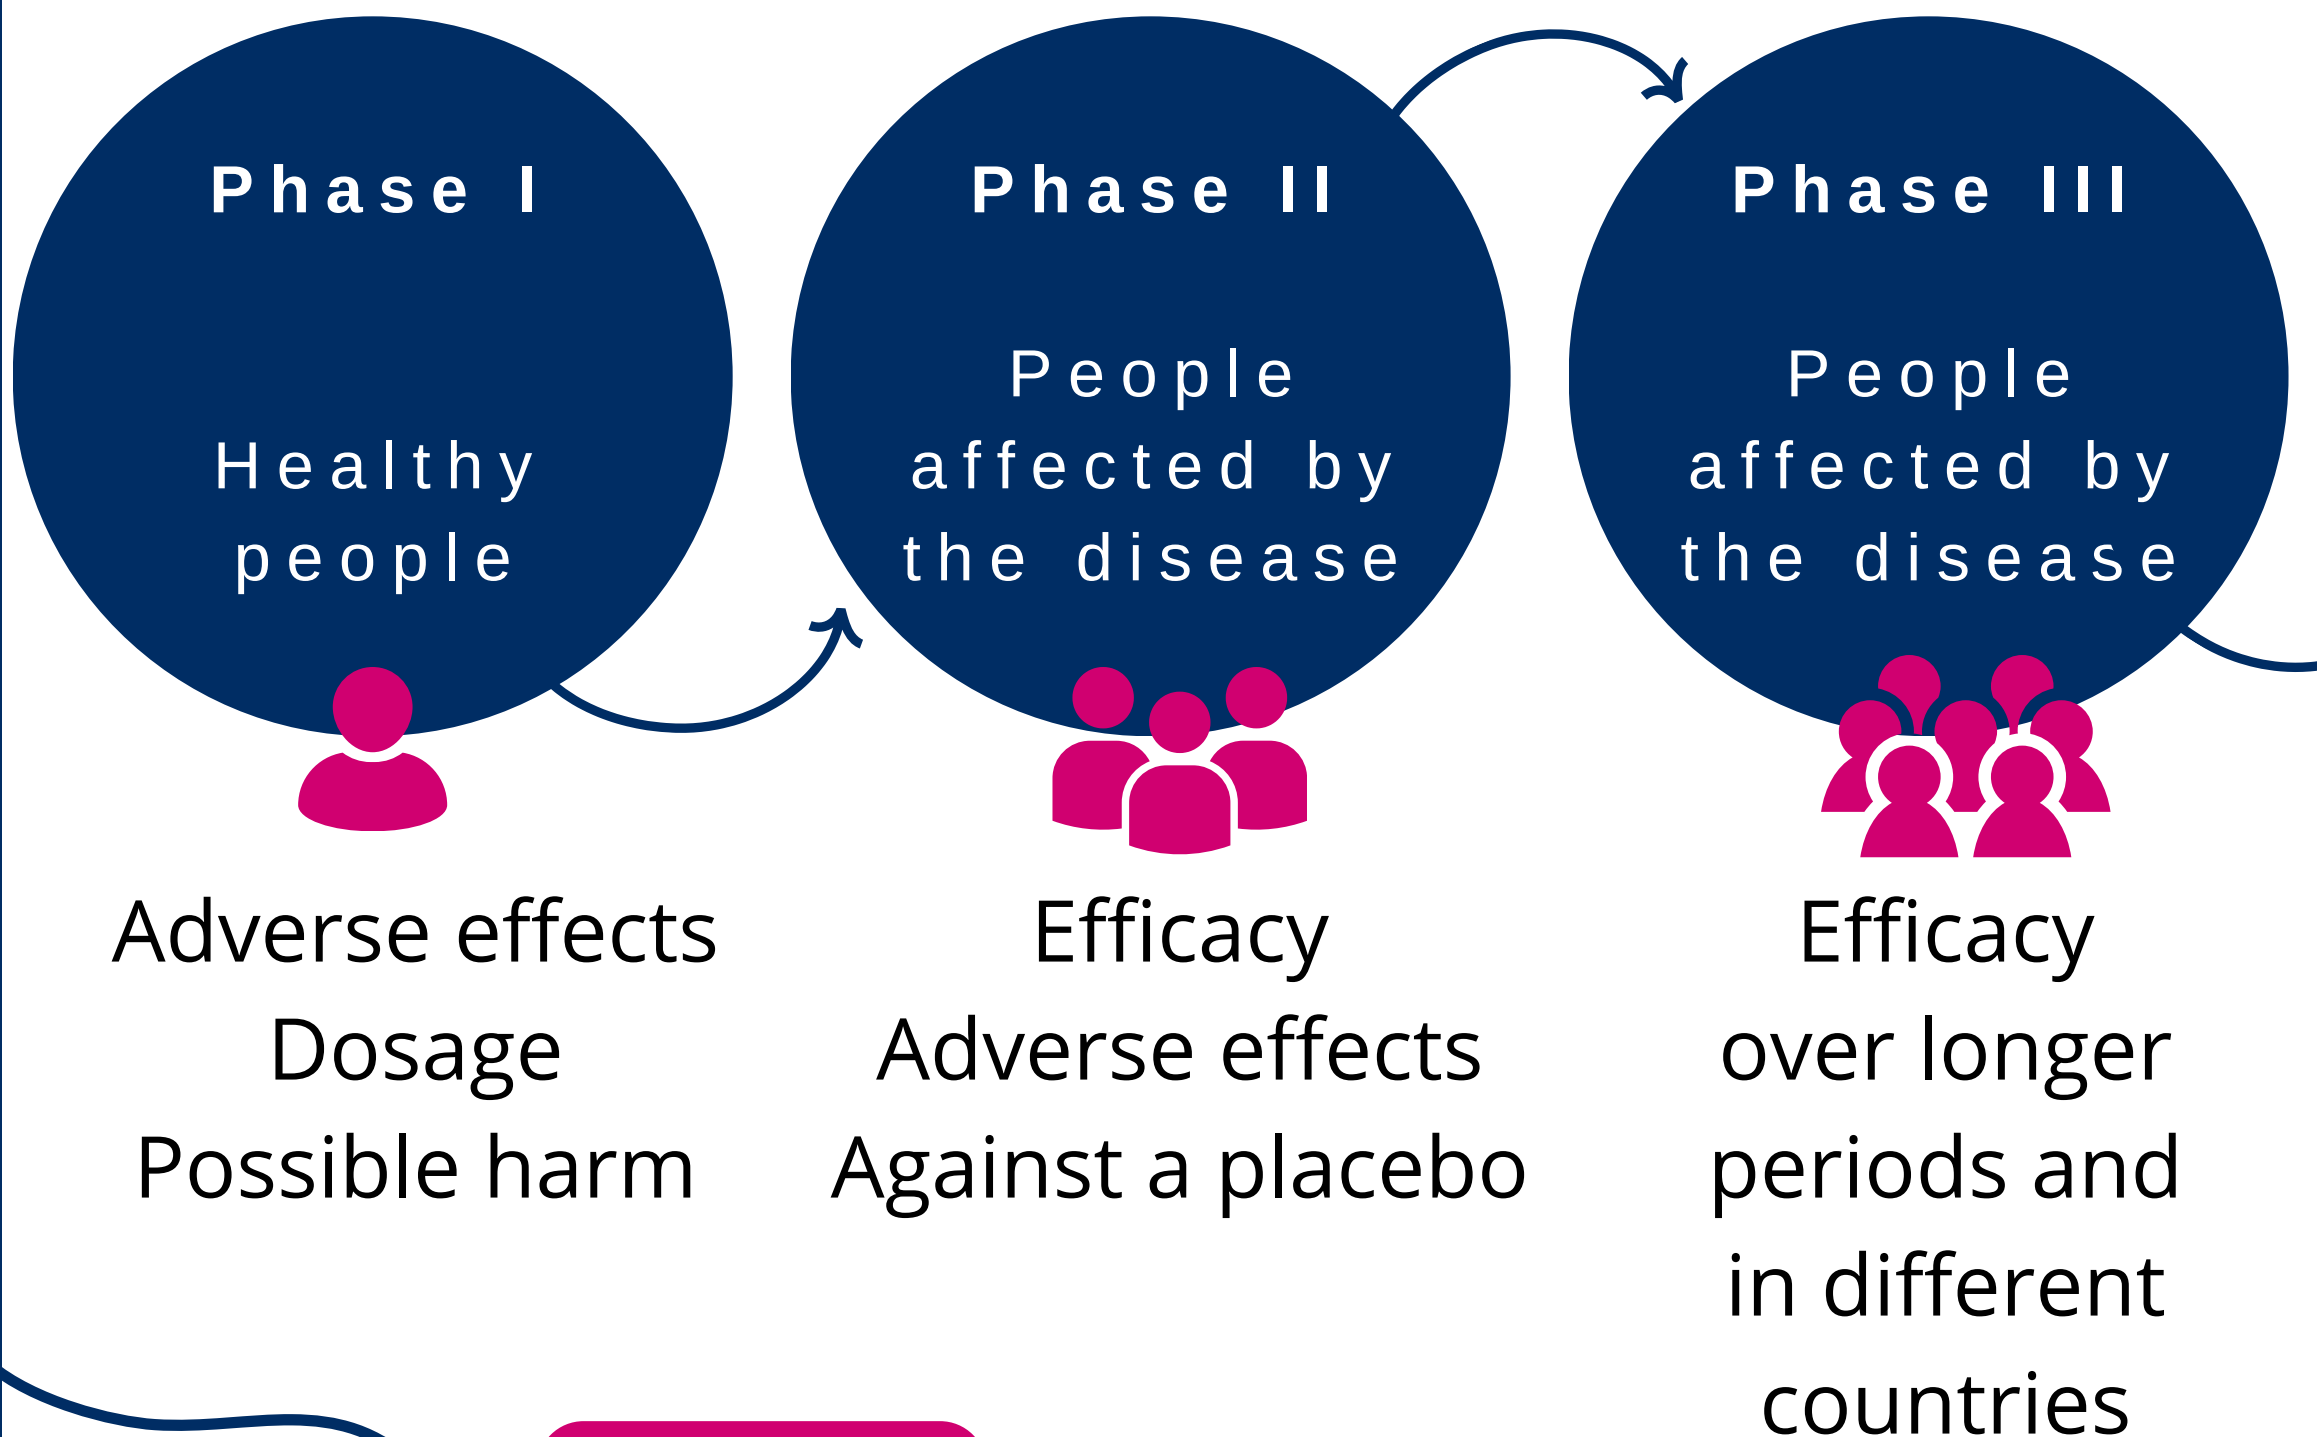 Phase I
Healthy
people
Adverse effects
Dosage
Possible harm
Phase II
People
affected by
the disease
Efficacy
Adverse effects
Against a placebo
Phase III
People
affected by
the disease
Efficacy
over longer
periods and
in different
countries